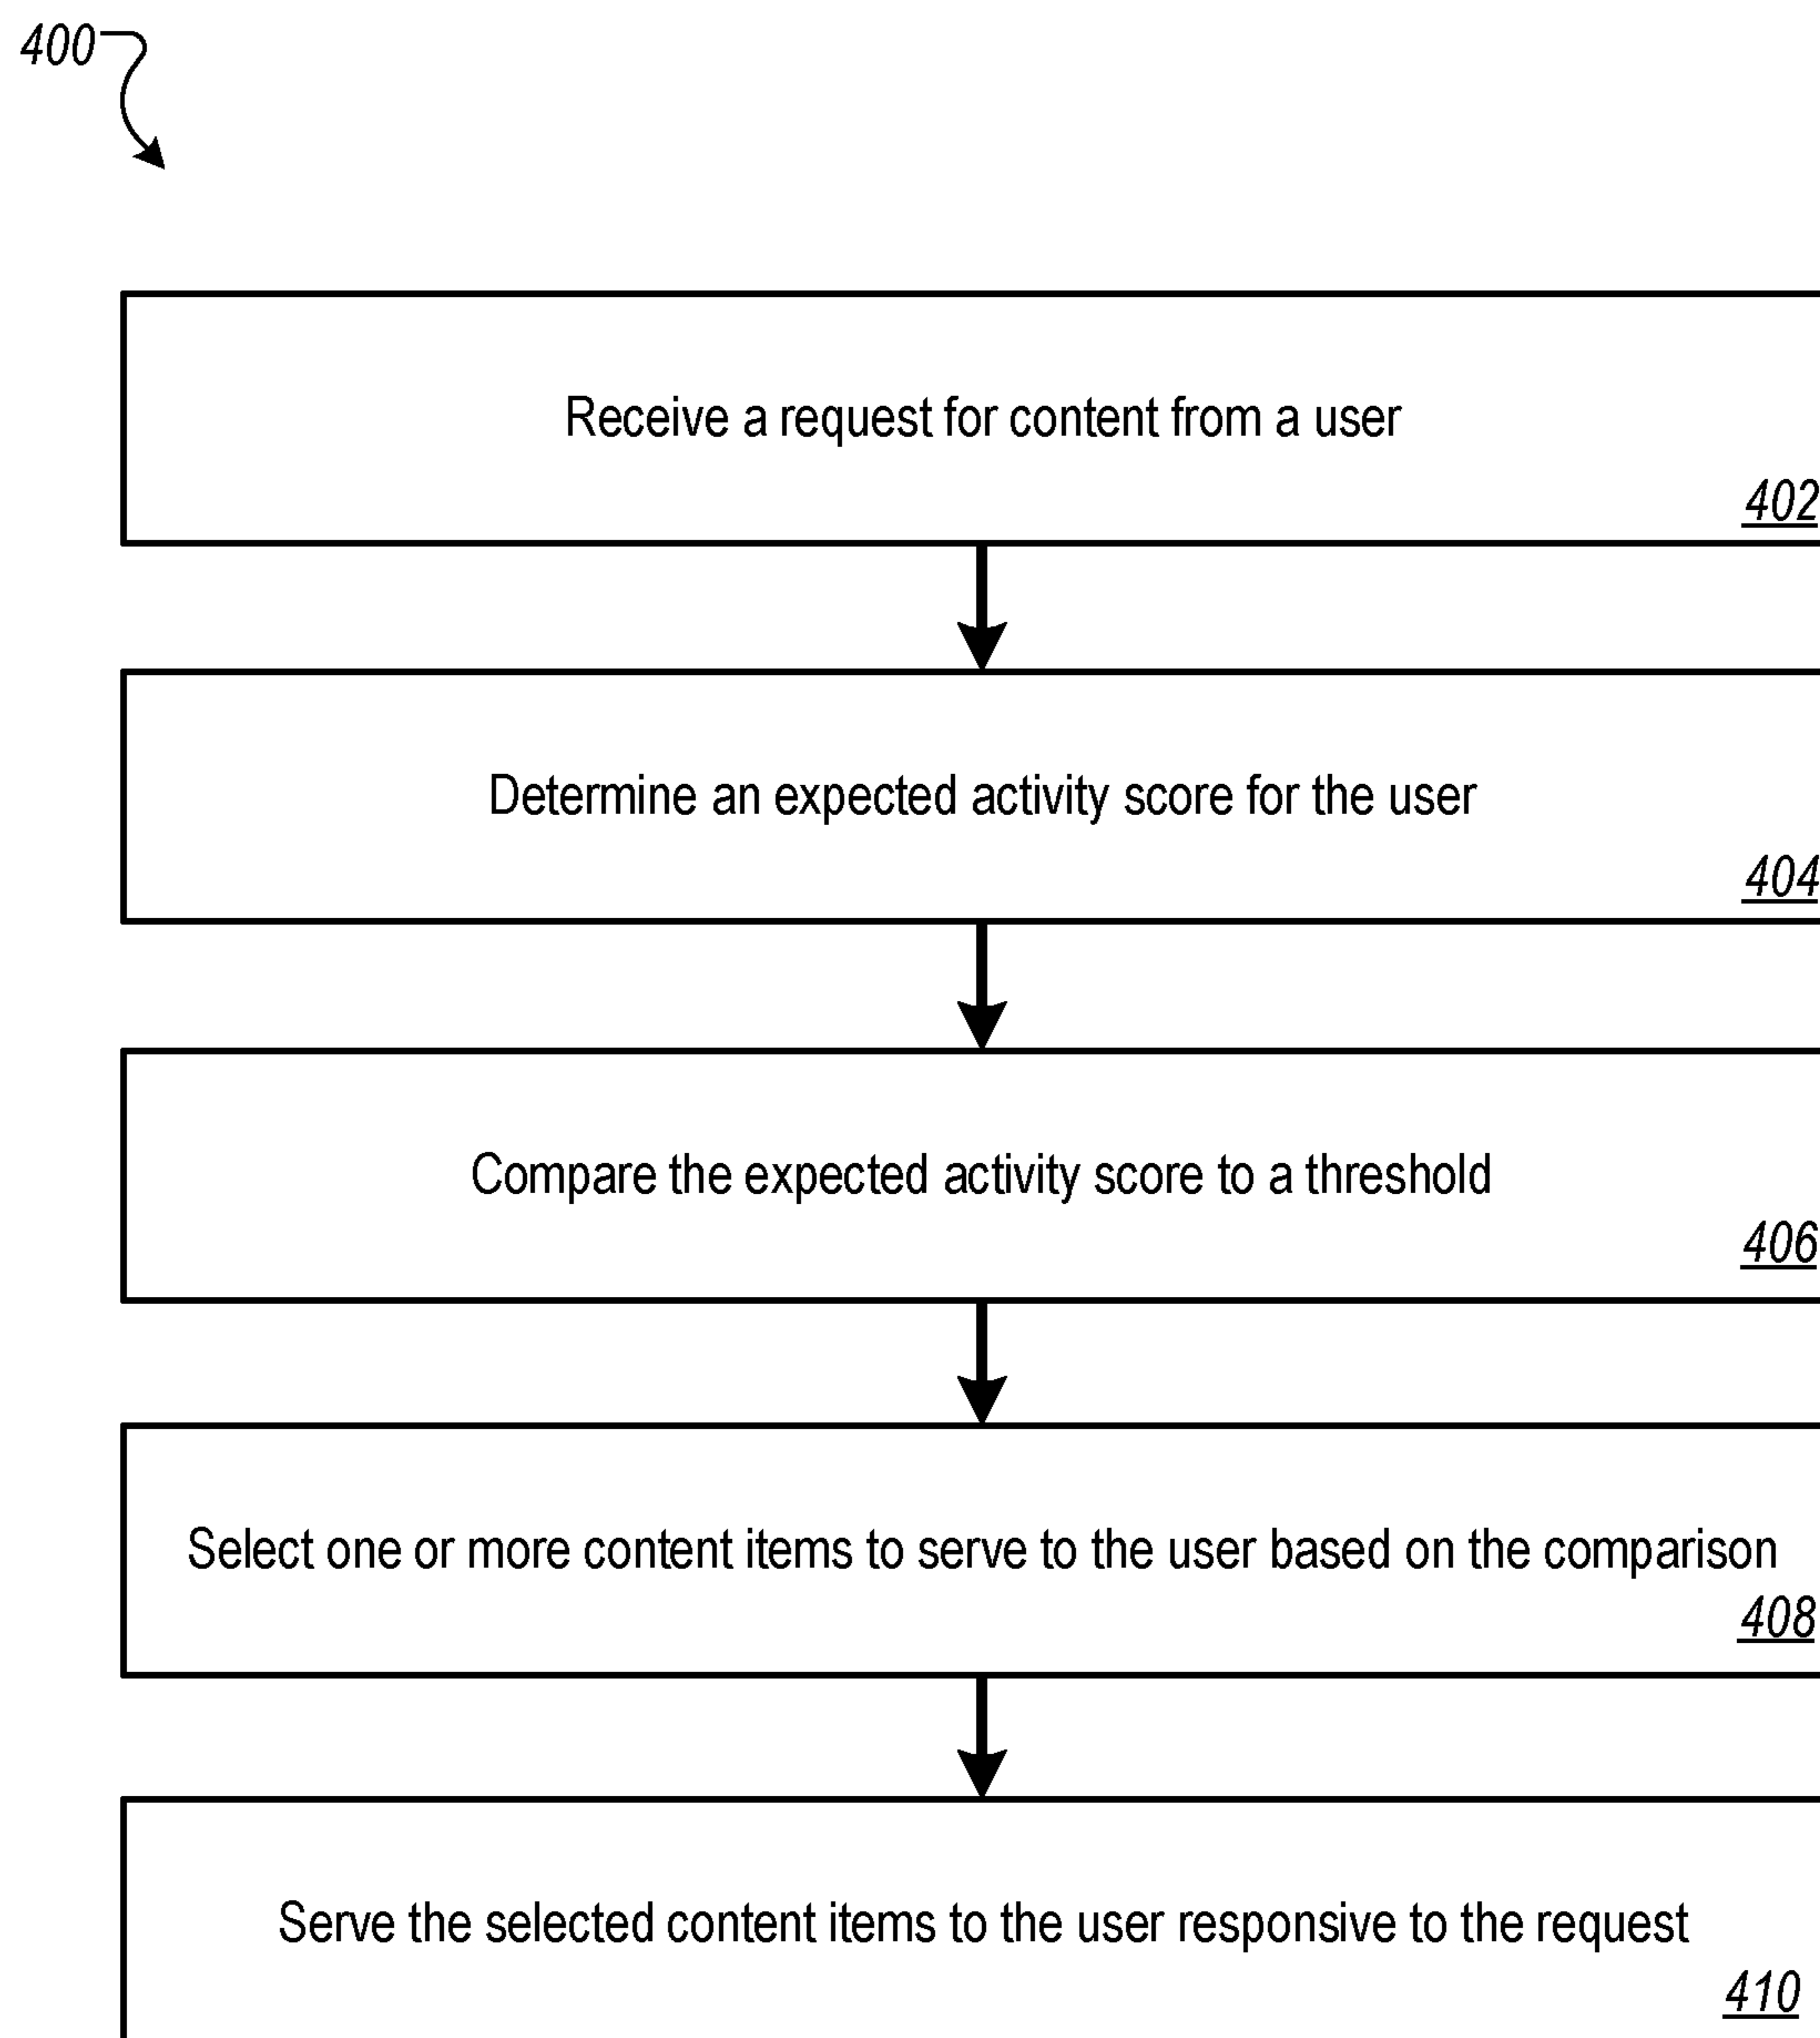 400
Receive a request for content from a user
402
Determine an expected activity score for the user
404
Compare the expected activity score to a threshold
406
Select one or more content items to serve to the user based on the comparison
408
Serve the selected content items to the user responsive to the request
410